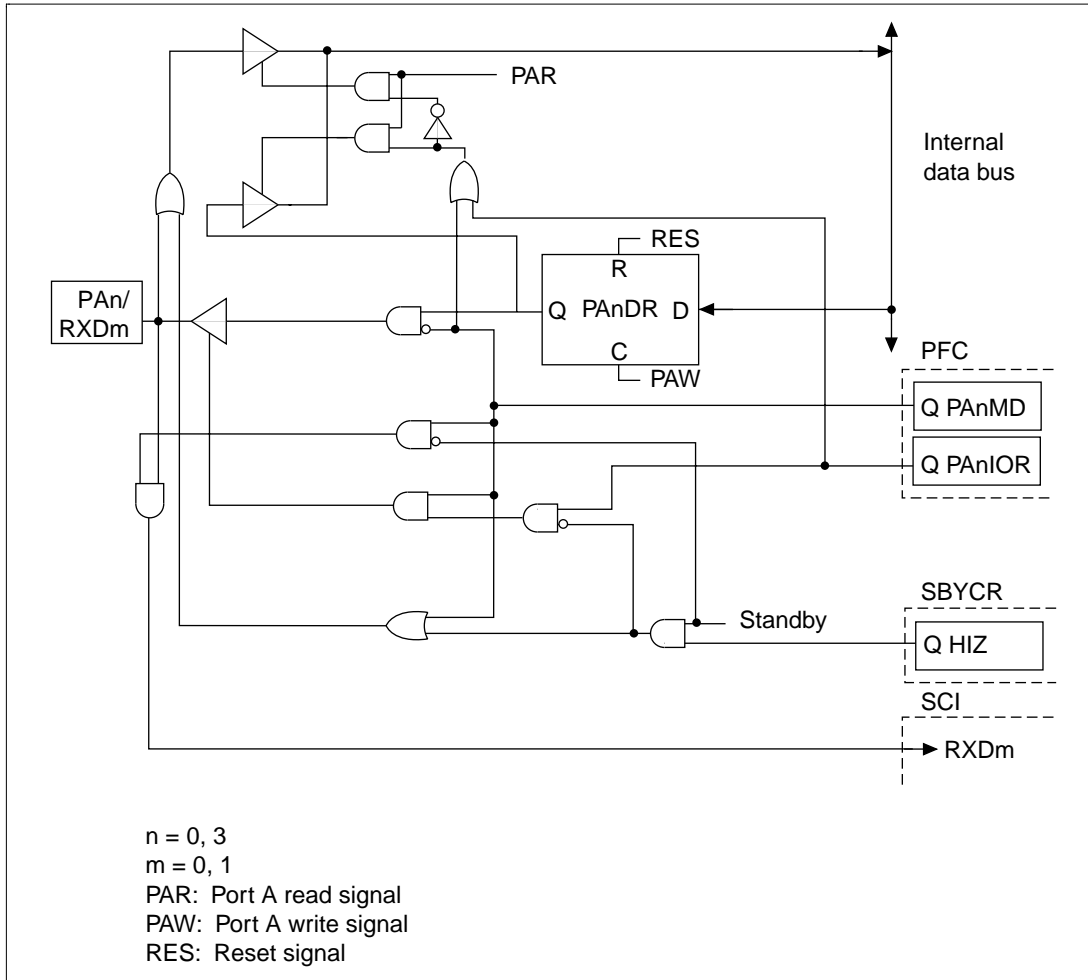 PAR
Internal
data bus
RES
R
PAn/
RXDm
Q PAnDR D
C
PAW
PFC
Q PAnMD
Q PAnIOR
SBYCR
Standby
Q HIZ
SCI
RXDm
n = 0, 3
m = 0, 1
PAR: Port A read signal
PAW: Port A write signal
RES: Reset signal